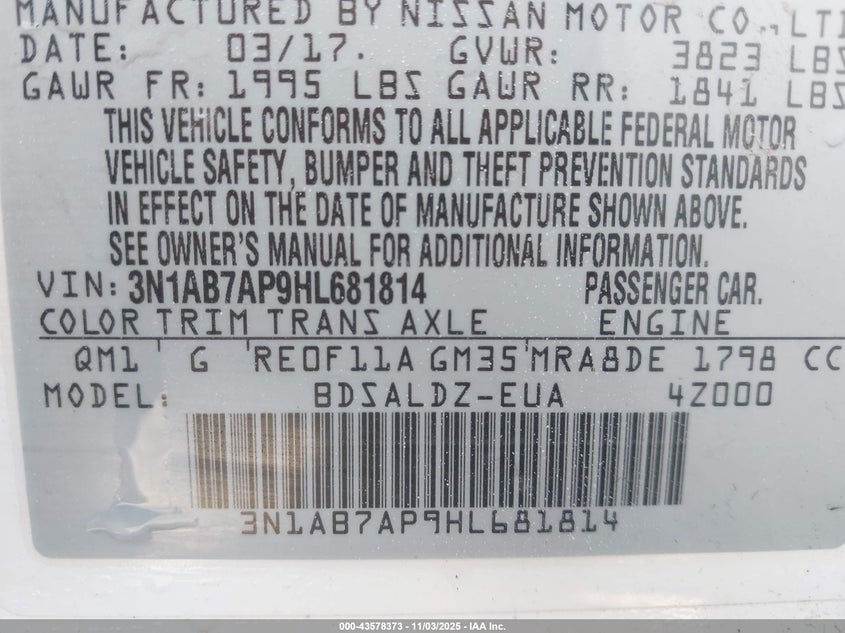 MANUFACTURED BY NISSAN MOTOR CO., LTD
DATE: 03/17. GVWR: 3823 LBS
GAWR FR: 1995 LBS GAWR RR: 1841 LBS
THIS VEHICLE CONFORMS TO ALL APPLICABLE FEDERAL MOTOR
VEHICLE SAFETY, BUMPER AND THEFT PREVENTION STANDARDS
IN EFFECT ON THE DATE OF MANUFACTURE SHOWN ABOVE.
SEE OWNER'S MANUAL FOR ADDITIONAL INFORMATION.
VIN: 3N1AB7AP9HL681814 PASSENGER CAR.
COLOR TRIM TRANS AXLE ENGINE
QM1 G RE0F11A GM35 MRA8DE 1798 CC
MODEL: BDSALDZ-EUA 4Z000
3N1AB7AP9HL681814
000-43578373 - 11/03/2025 - IAA Inc.